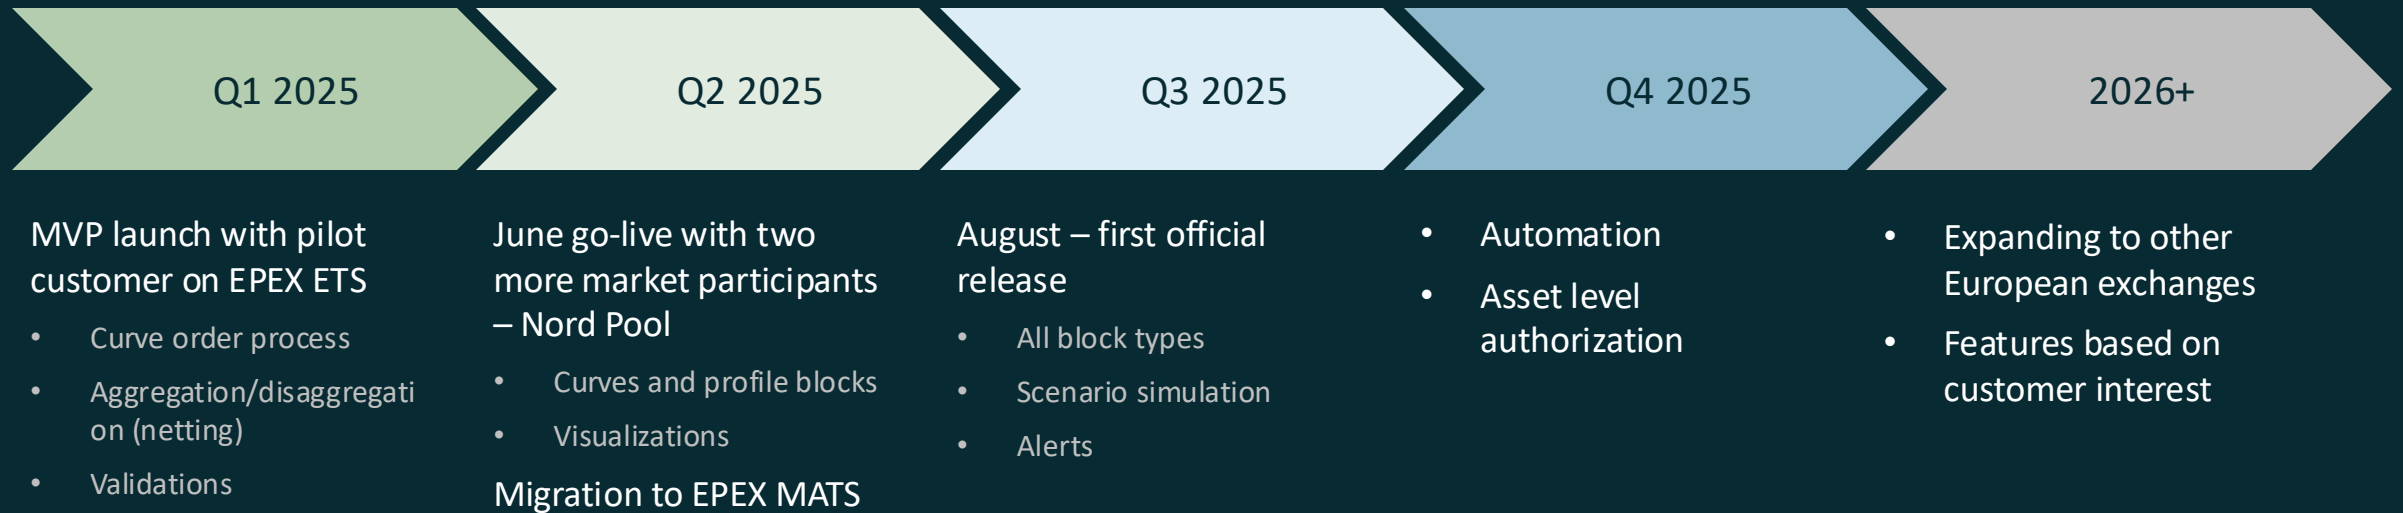 Q1 2025
Q2 2025
Q3 2025
Q4 2025
2026+
MVP launch with pilot
customer on EPEX ETS
• Curve order process
• Aggregation/disaggregati
on (netting)
• Validations
June go-live with two
more market participants
– Nord Pool
• Curves and profile blocks
• Visualizations
Migration to EPEX MATS
August – first official
release
• All block types
• Scenario simulation
• Alerts
• Automation
• Asset level
authorization
• Expanding to other
European exchanges
• Features based on
customer interest